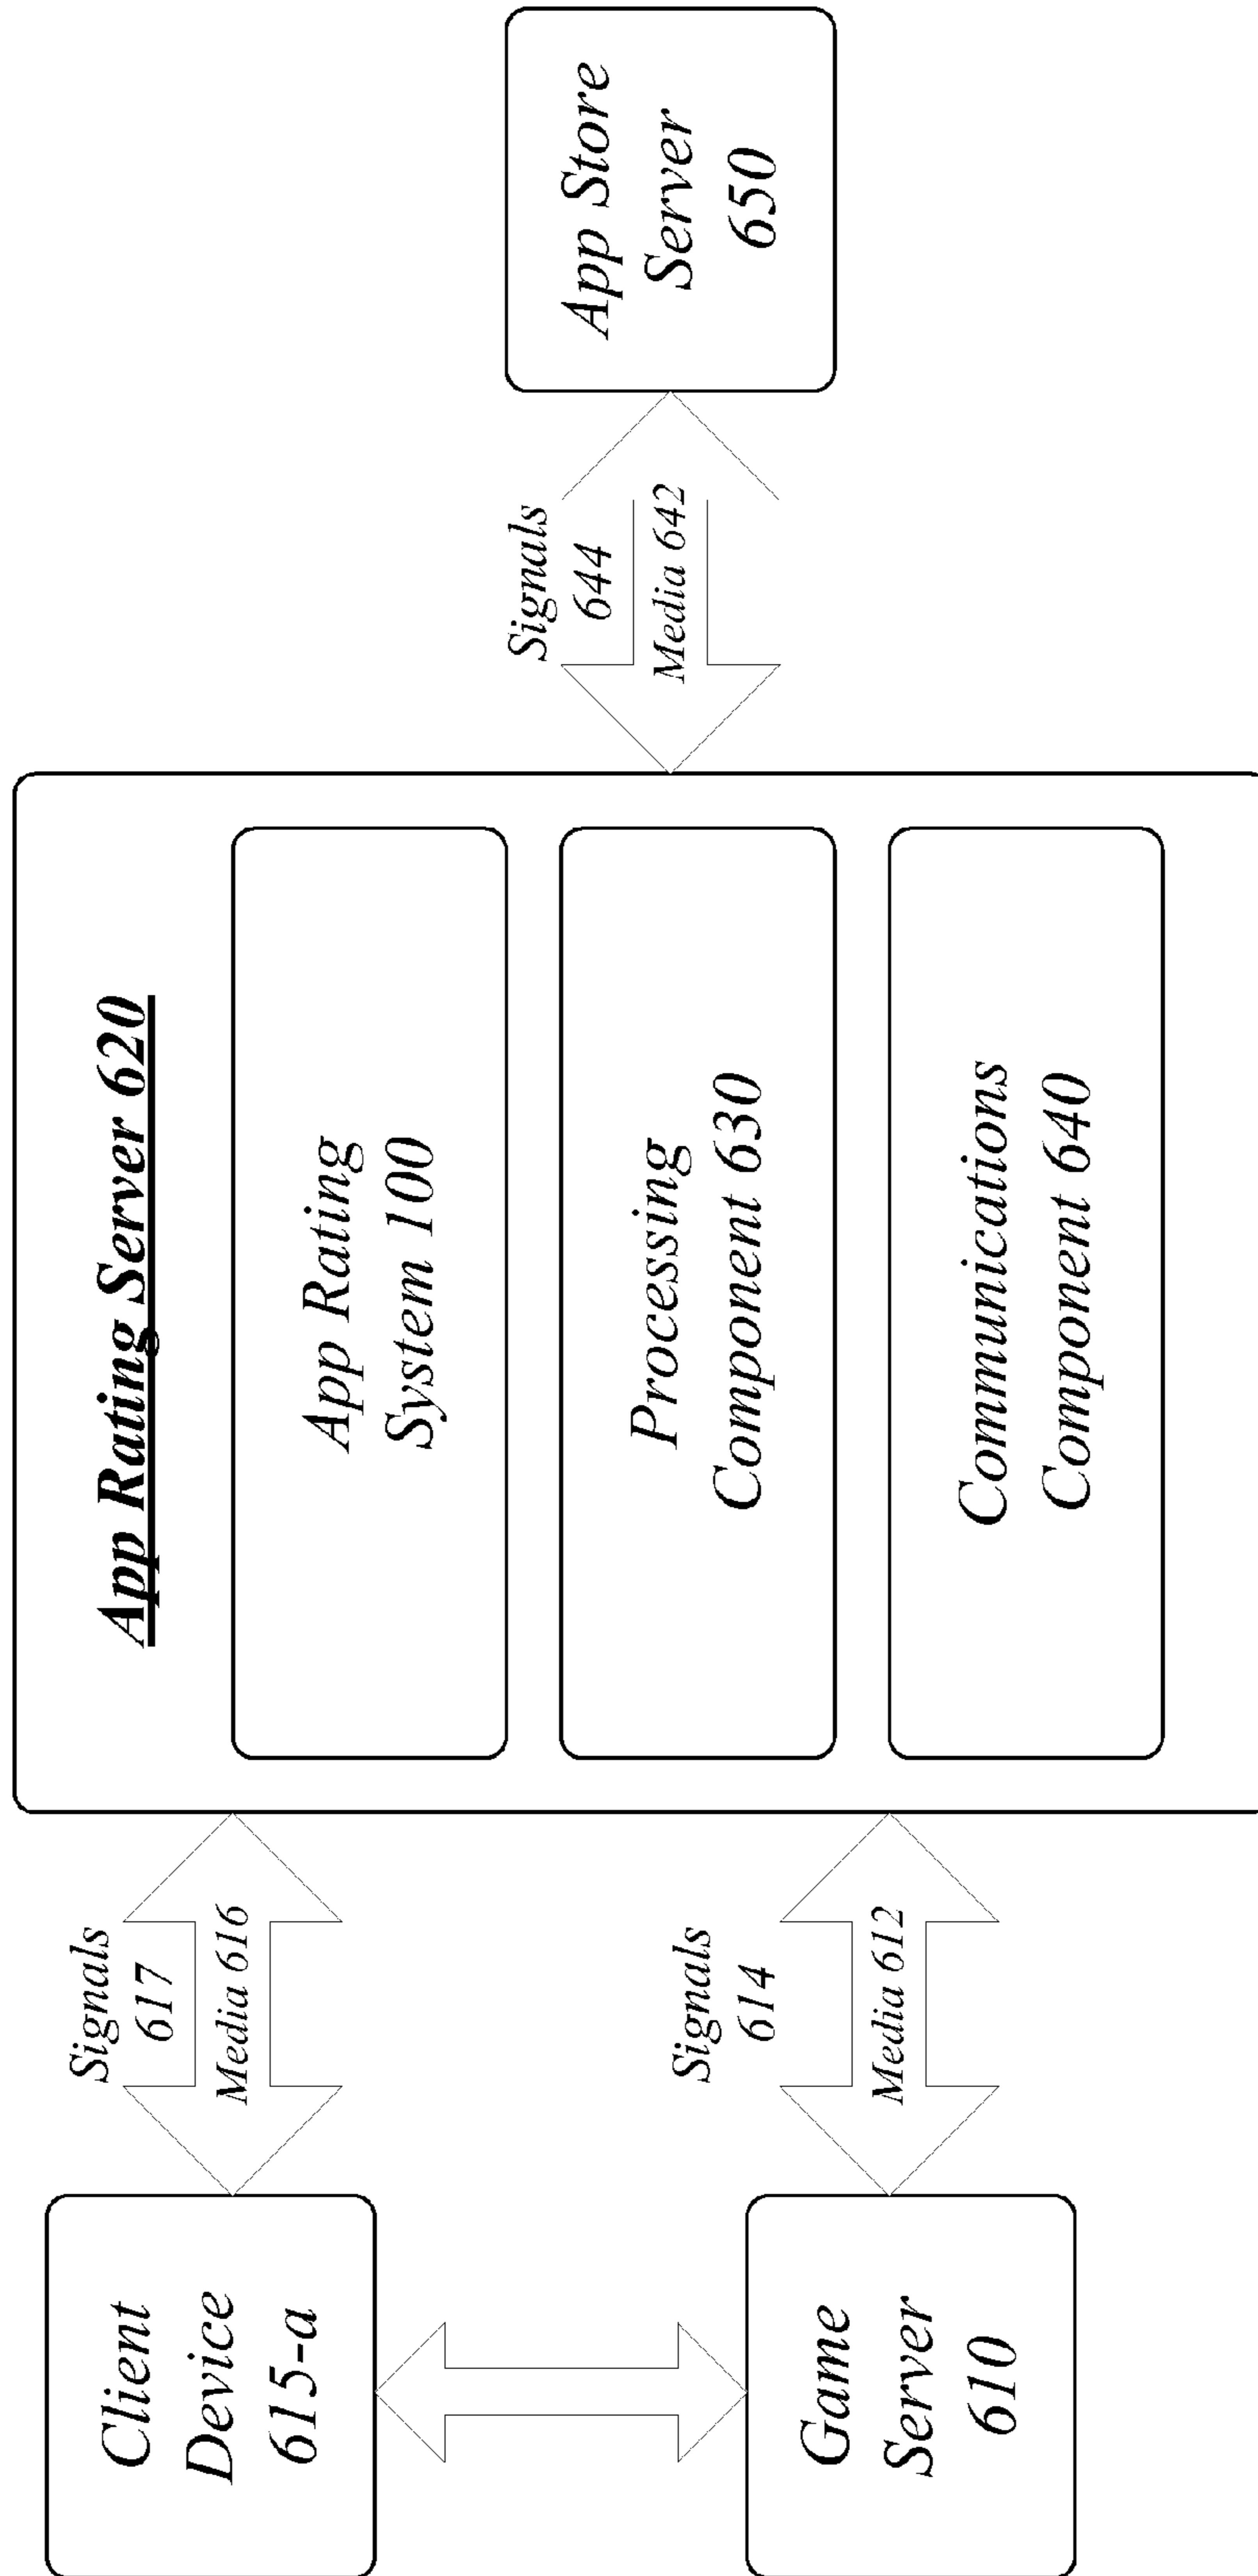 App Rating Server 620
Client
Device
615-a
Signals
617
Media 616
App Rating
System 100
Processing
Component 630
Signals
644
Media 642
App Store
Server
650
Game
Server
610
Signals
614
Media 612
Communications
Component 640